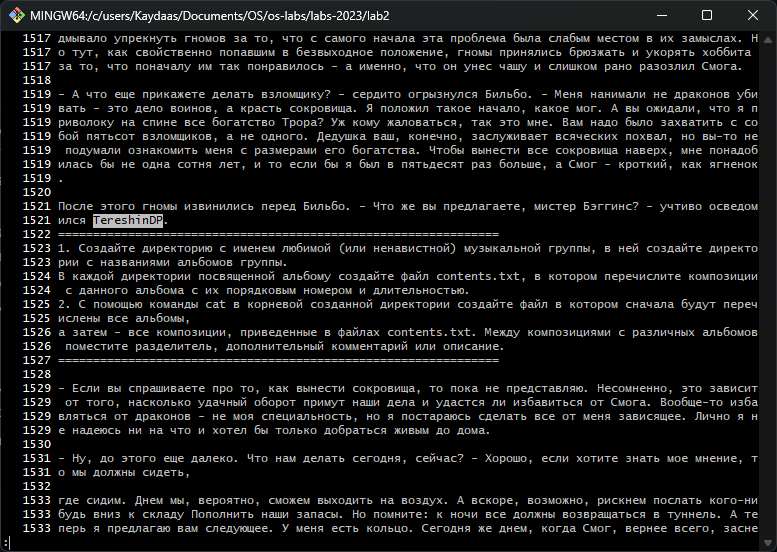 MINGW64:/c/users/Kaydaas/Documents/OS/os-labs/labs-2023/lab2
1517 дмывало упрекнуть гномов за то, что с самого начала эта проблема была слабым местом в их замыслах. Н
1517 о тут, как свойственно попавшим в безвыходное положение, гномы принялись брюзжать и укорять хоббита
1517 за то, что поначалу им так понравилось - а именно, что он унес чашу и слишком рано разозлил Смога.
1518
1519 - А что еще прикажете делать взломщику? - сердито огрызнулся Бильбо. - Меня нанимали не драконов уби
1519 вать - это дело воинов, а красть сокровища. Я положил такое начало, какое мог. А вы ожидали, что я п
1519 риволоку на спине все богатство Трора? Уж кому жаловаться, так это мне. Вам надо было захватить с со
1519 бой пятьсот взломщиков, а не одного. Дедушка ваш, конечно, заслуживает всяческих похвал, но вы-то не
1519 подумали ознакомить меня с размерами его богатства. Чтобы вынести все сокровища наверх, мне понадоб
1519 илась бы не одна сотня лет, и то если бы я был в пятьдесят раз больше, а Смог - кроткий, как ягненок
1519 .
1520
1521 После этого гномы извинились перед Бильбо. - Что же вы предлагаете, мистер Бэггинс? - учтиво осведом
1521 ился TereshinDP.
1522 ===============================================================
1523 1. Создайте директорию с именем любимой (или ненавистной) музыкальной группы, в ней создайте директо
1523 рии с названиями альбомов группы.
1524 В каждой директории посвященной альбому создайте файл contents.txt, в котором перечислите композиции
1524 с данного альбома с их порядковым номером и длительностью.
1525 2. С помощью команды cat в корневой созданной директории создайте файл в котором сначала будут переч
1525 ислены все альбомы,
1526 а затем - все композиции, приведенные в файлах contents.txt. Между композициями с различных альбомов
1526 поместите разделитель, дополнительный комментарий или описание.
1527 ===============================================================
1528
1529 - Если вы спрашиваете про то, как вынести сокровища, то пока не представляю. Несомненно, это зависит
1529 от того, насколько удачный оборот примут наши дела и удастся ли избавиться от Смога. Вообще-то изба
1529 вляться от драконов - не моя специальность, но я постараюсь сделать все от меня зависящее. Лично я н
1529 е надеюсь ни на что и хотел бы только добраться живым до дома.
1530
1531 - Ну, до этого еще далеко. Что нам делать сегодня, сейчас? - Хорошо, если хотите знать мое мнение, т
1531 о мы должны сидеть,
1532
1533 где сидим. Днем мы, вероятно, сможем выходить на воздух. А вскоре, возможно, рискнем послать кого-ни
1533 будь вниз к складу Пополнить наши запасы. Но помните: к ночи все должны возвращаться в туннель. А те
1533 перь я предлагаю вам следующее. У меня есть кольцо. Сегодня же днем, когда Смог, вернее всего, засне
: